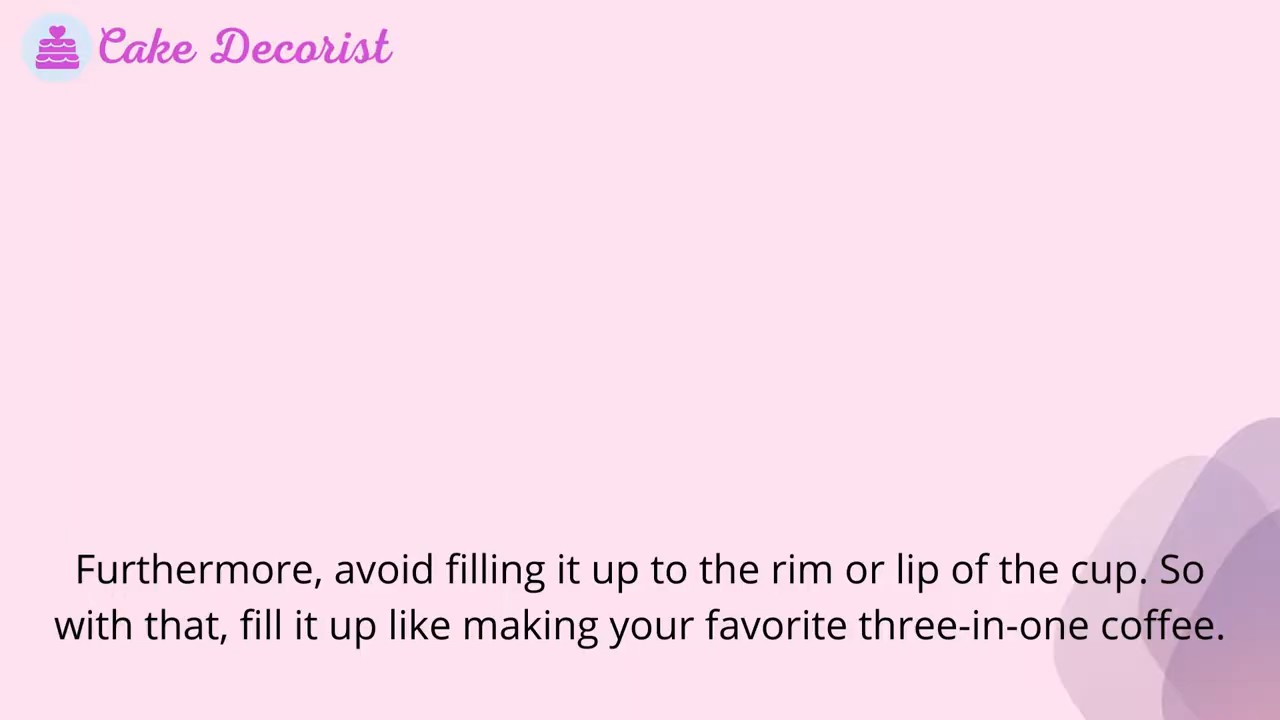 Cake Decorist
Furthermore, avoid filling it up to the rim or lip of the cup. So
with that, fill it up like making your favorite three-in-one coffee.